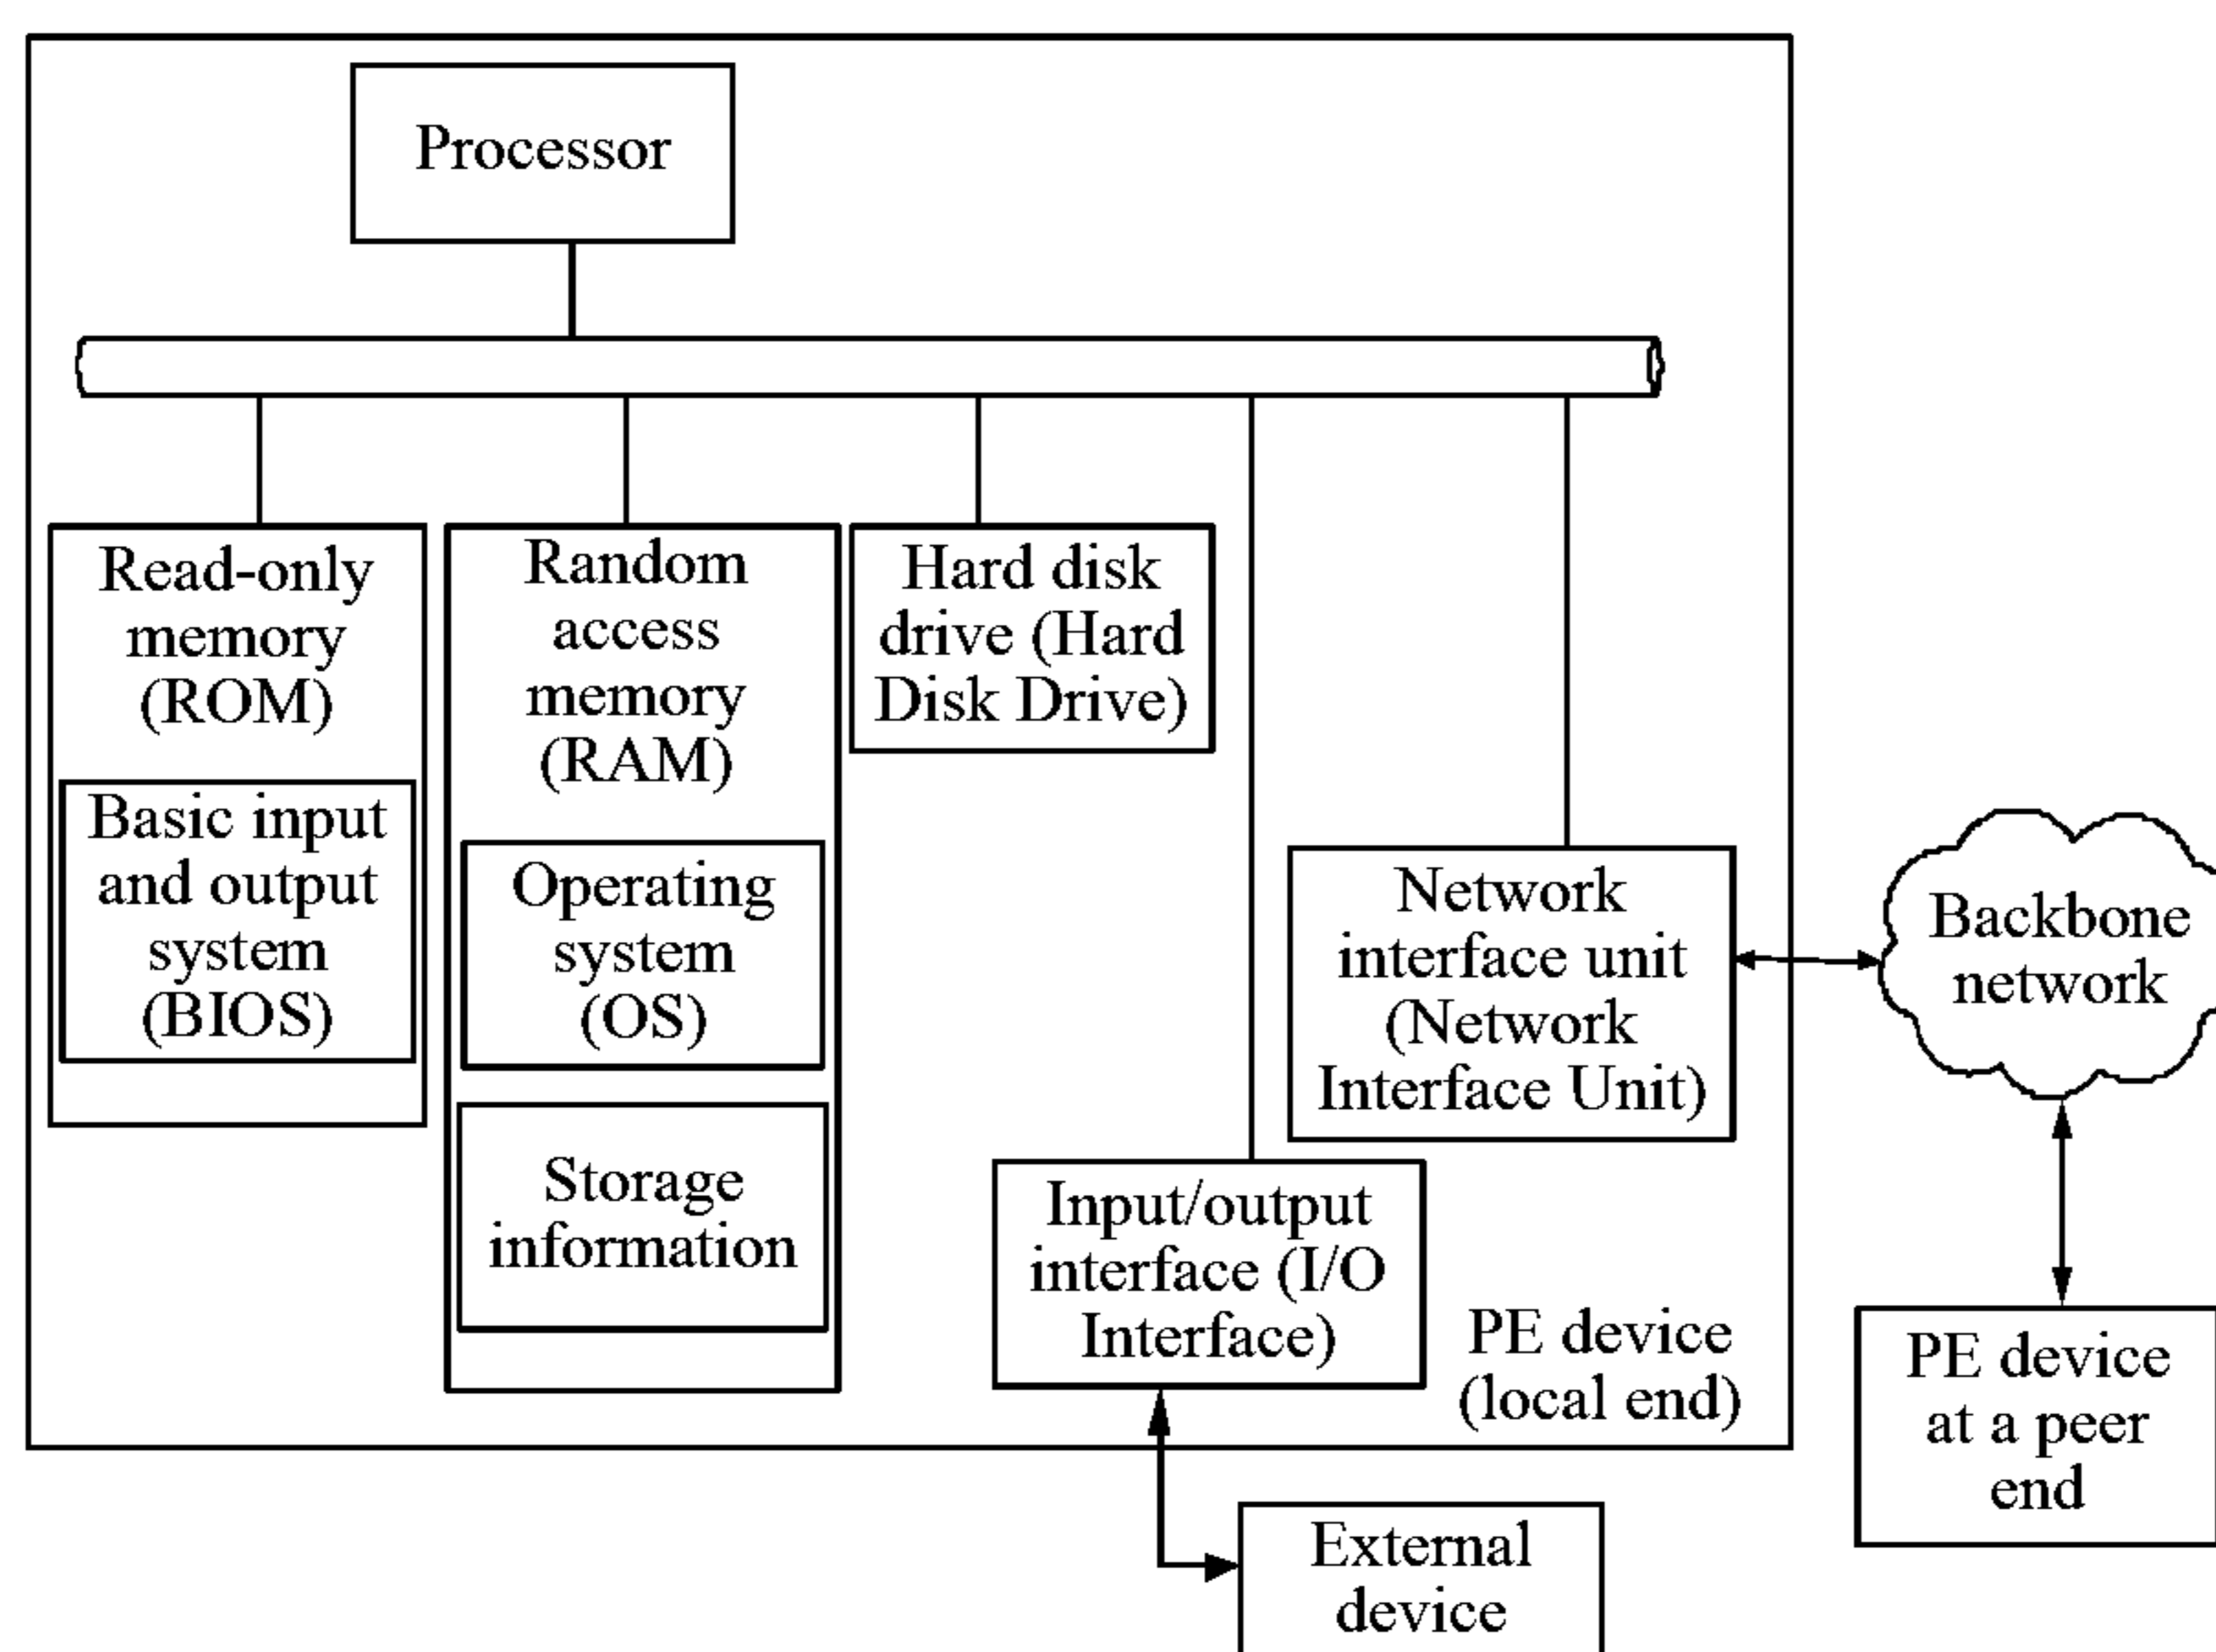 Processor
Read-only
memory
(ROM)
Basic input
and output
system
(BIOS)
Random
access
memory
(RAM)
Operating
system
(OS)
Storage
information
Hard disk
drive (Hard
Disk Drive)
Input/output
interface (I/O
Interface)
Network
interface unit
(Network
Interface Unit)
PE device
(local end)
Backbone
network
PE device
at a peer
end
External
device